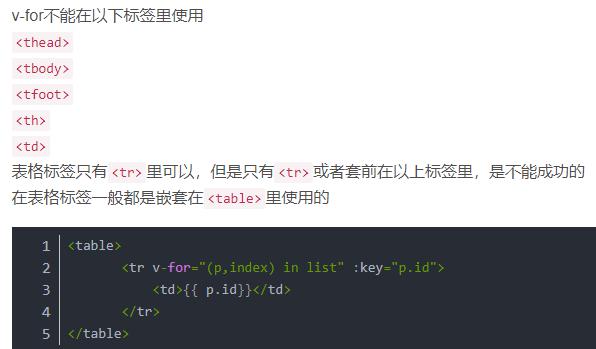 v-for不能在以下标签里使用
<thead>
<tbody>
<tfoot>
<th>
<td>
表格标签只有<tr>里可以，但是只有<tr>或者套前在以上标签里，是不能成功的
在表格标签一般都是嵌套在<table>里使用的
1 <table>
2 <tr v-for="(p,index) in list" :key="p.id">
3 <td>{{ p.id}}</td>
4 </tr>
5 </table>